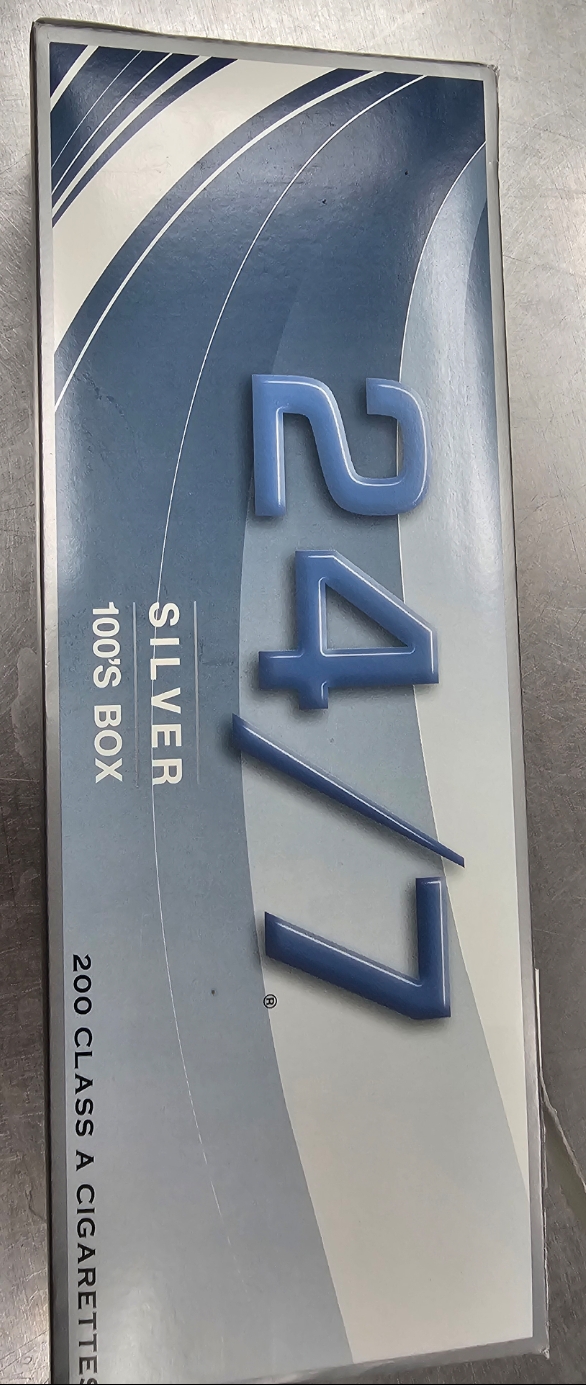 24/7®
SILVER
100'S BOX
200 CLASS A CIGARETTES